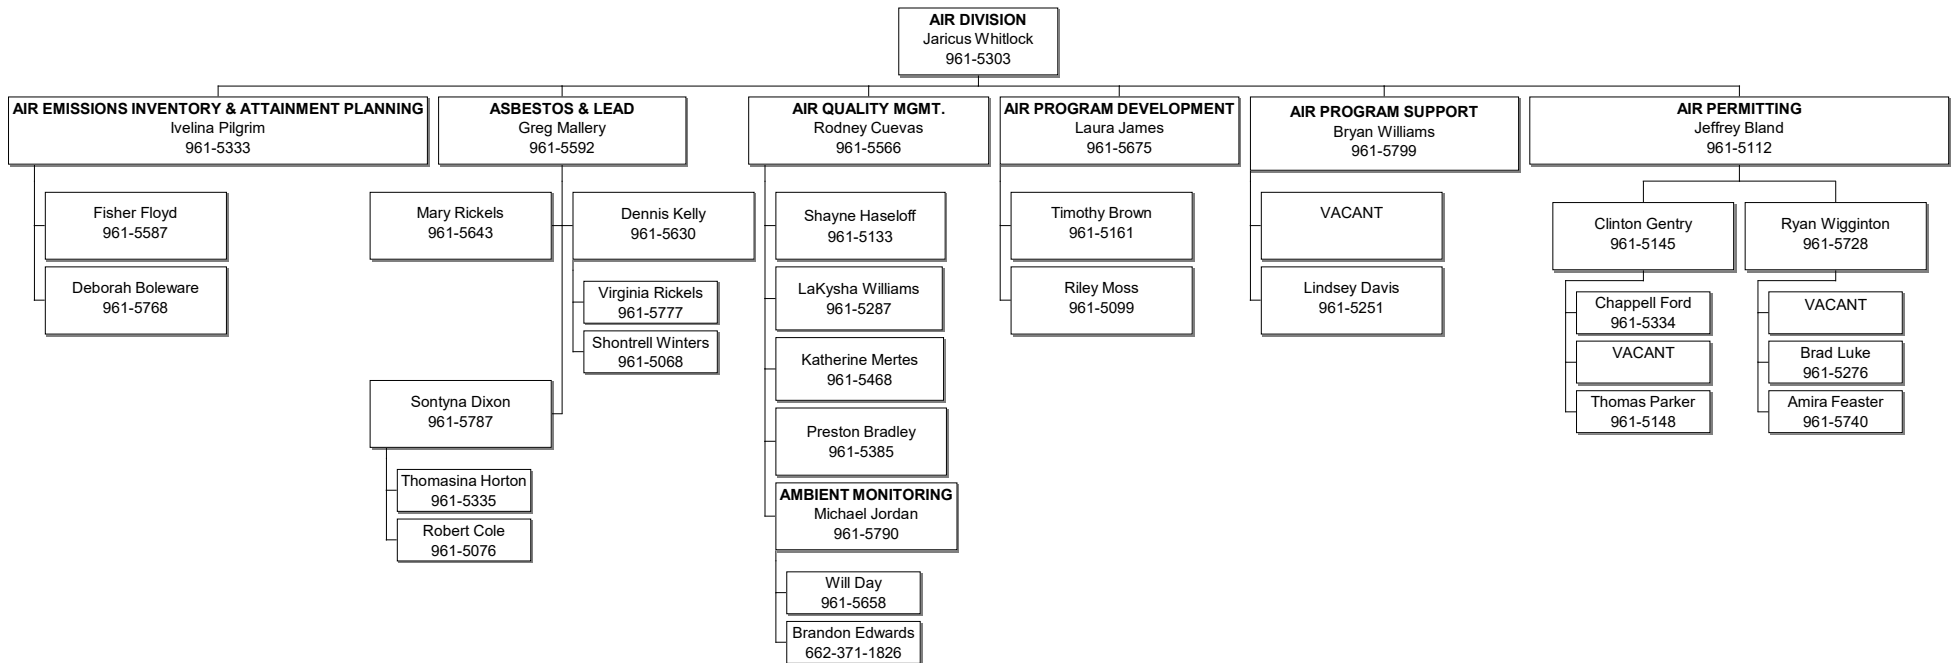 AIR DIVISION
Jaricus Whitlock
961-5303
AIR EMISSIONS INVENTORY & ATTAINMENT PLANNING
Ivelina Pilgrim
961-5333
Fisher Floyd
961-5587
Deborah Boleware
961-5768
ASBESTOS & LEAD
Greg Mallery
961-5592
Mary Rickels
961-5643
Dennis Kelly
961-5630
Virginia Rickels
961-5777
Shontrell Winters
961-5068
Sontyna Dixon
961-5787
Thomasina Horton
961-5335
Robert Cole
961-5076
AIR QUALITY MGMT.
Rodney Cuevas
961-5566
Shayne Haseloff
961-5133
LaKysha Williams
961-5287
Katherine Mertes
961-5468
Preston Bradley
961-5385
AMBIENT MONITORING
Michael Jordan
961-5790
Will Day
961-5658
Brandon Edwards
662-371-1826
AIR PROGRAM DEVELOPMENT
Laura James
961-5675
Timothy Brown
961-5161
Riley Moss
961-5099
AIR PROGRAM SUPPORT
Bryan Williams
961-5799
VACANT
Lindsey Davis
961-5251
AIR PERMITTING
Jeffrey Bland
961-5112
Clinton Gentry
961-5145
Chappell Ford
961-5334
VACANT
Thomas Parker
961-5148
Ryan Wigginton
961-5728
VACANT
Brad Luke
961-5276
Amira Feaster
961-5740